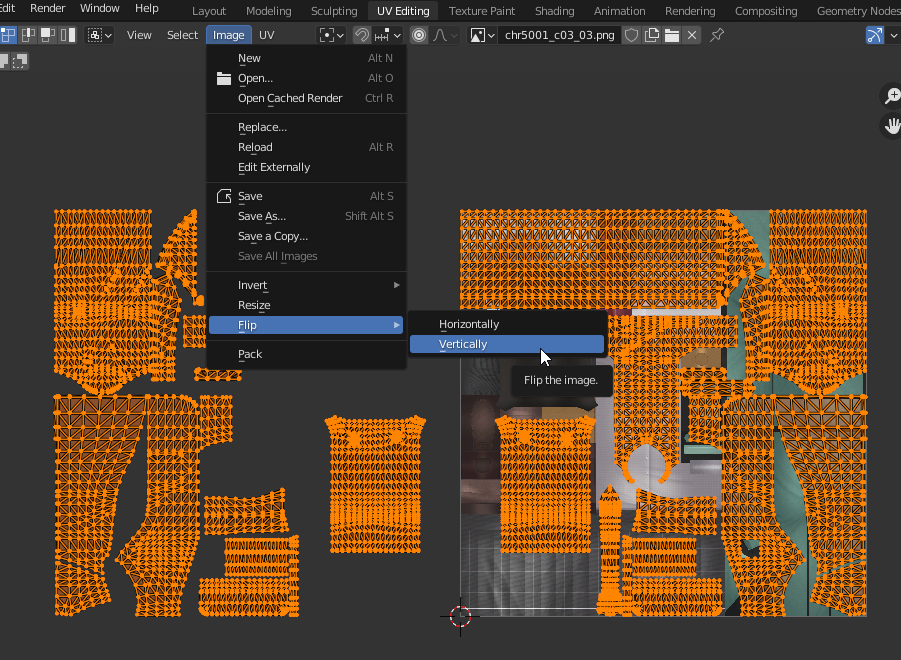 Edit Render Window Help Layout Modeling Sculpting UV Editing Texture Paint Shading Animation Rendering Compositing Geometry Nodes
View Select Image UV chr5001_c03_03.png
New Alt N
Open... Alt O
Open Cached Render Ctrl R
Replace...
Reload Alt R
Edit Externally
Save Alt S
Save As... Shift Alt S
Save a Copy...
Save All Images
Invert
Resize
Flip Horizontally
Vertically
Pack
Flip the image.